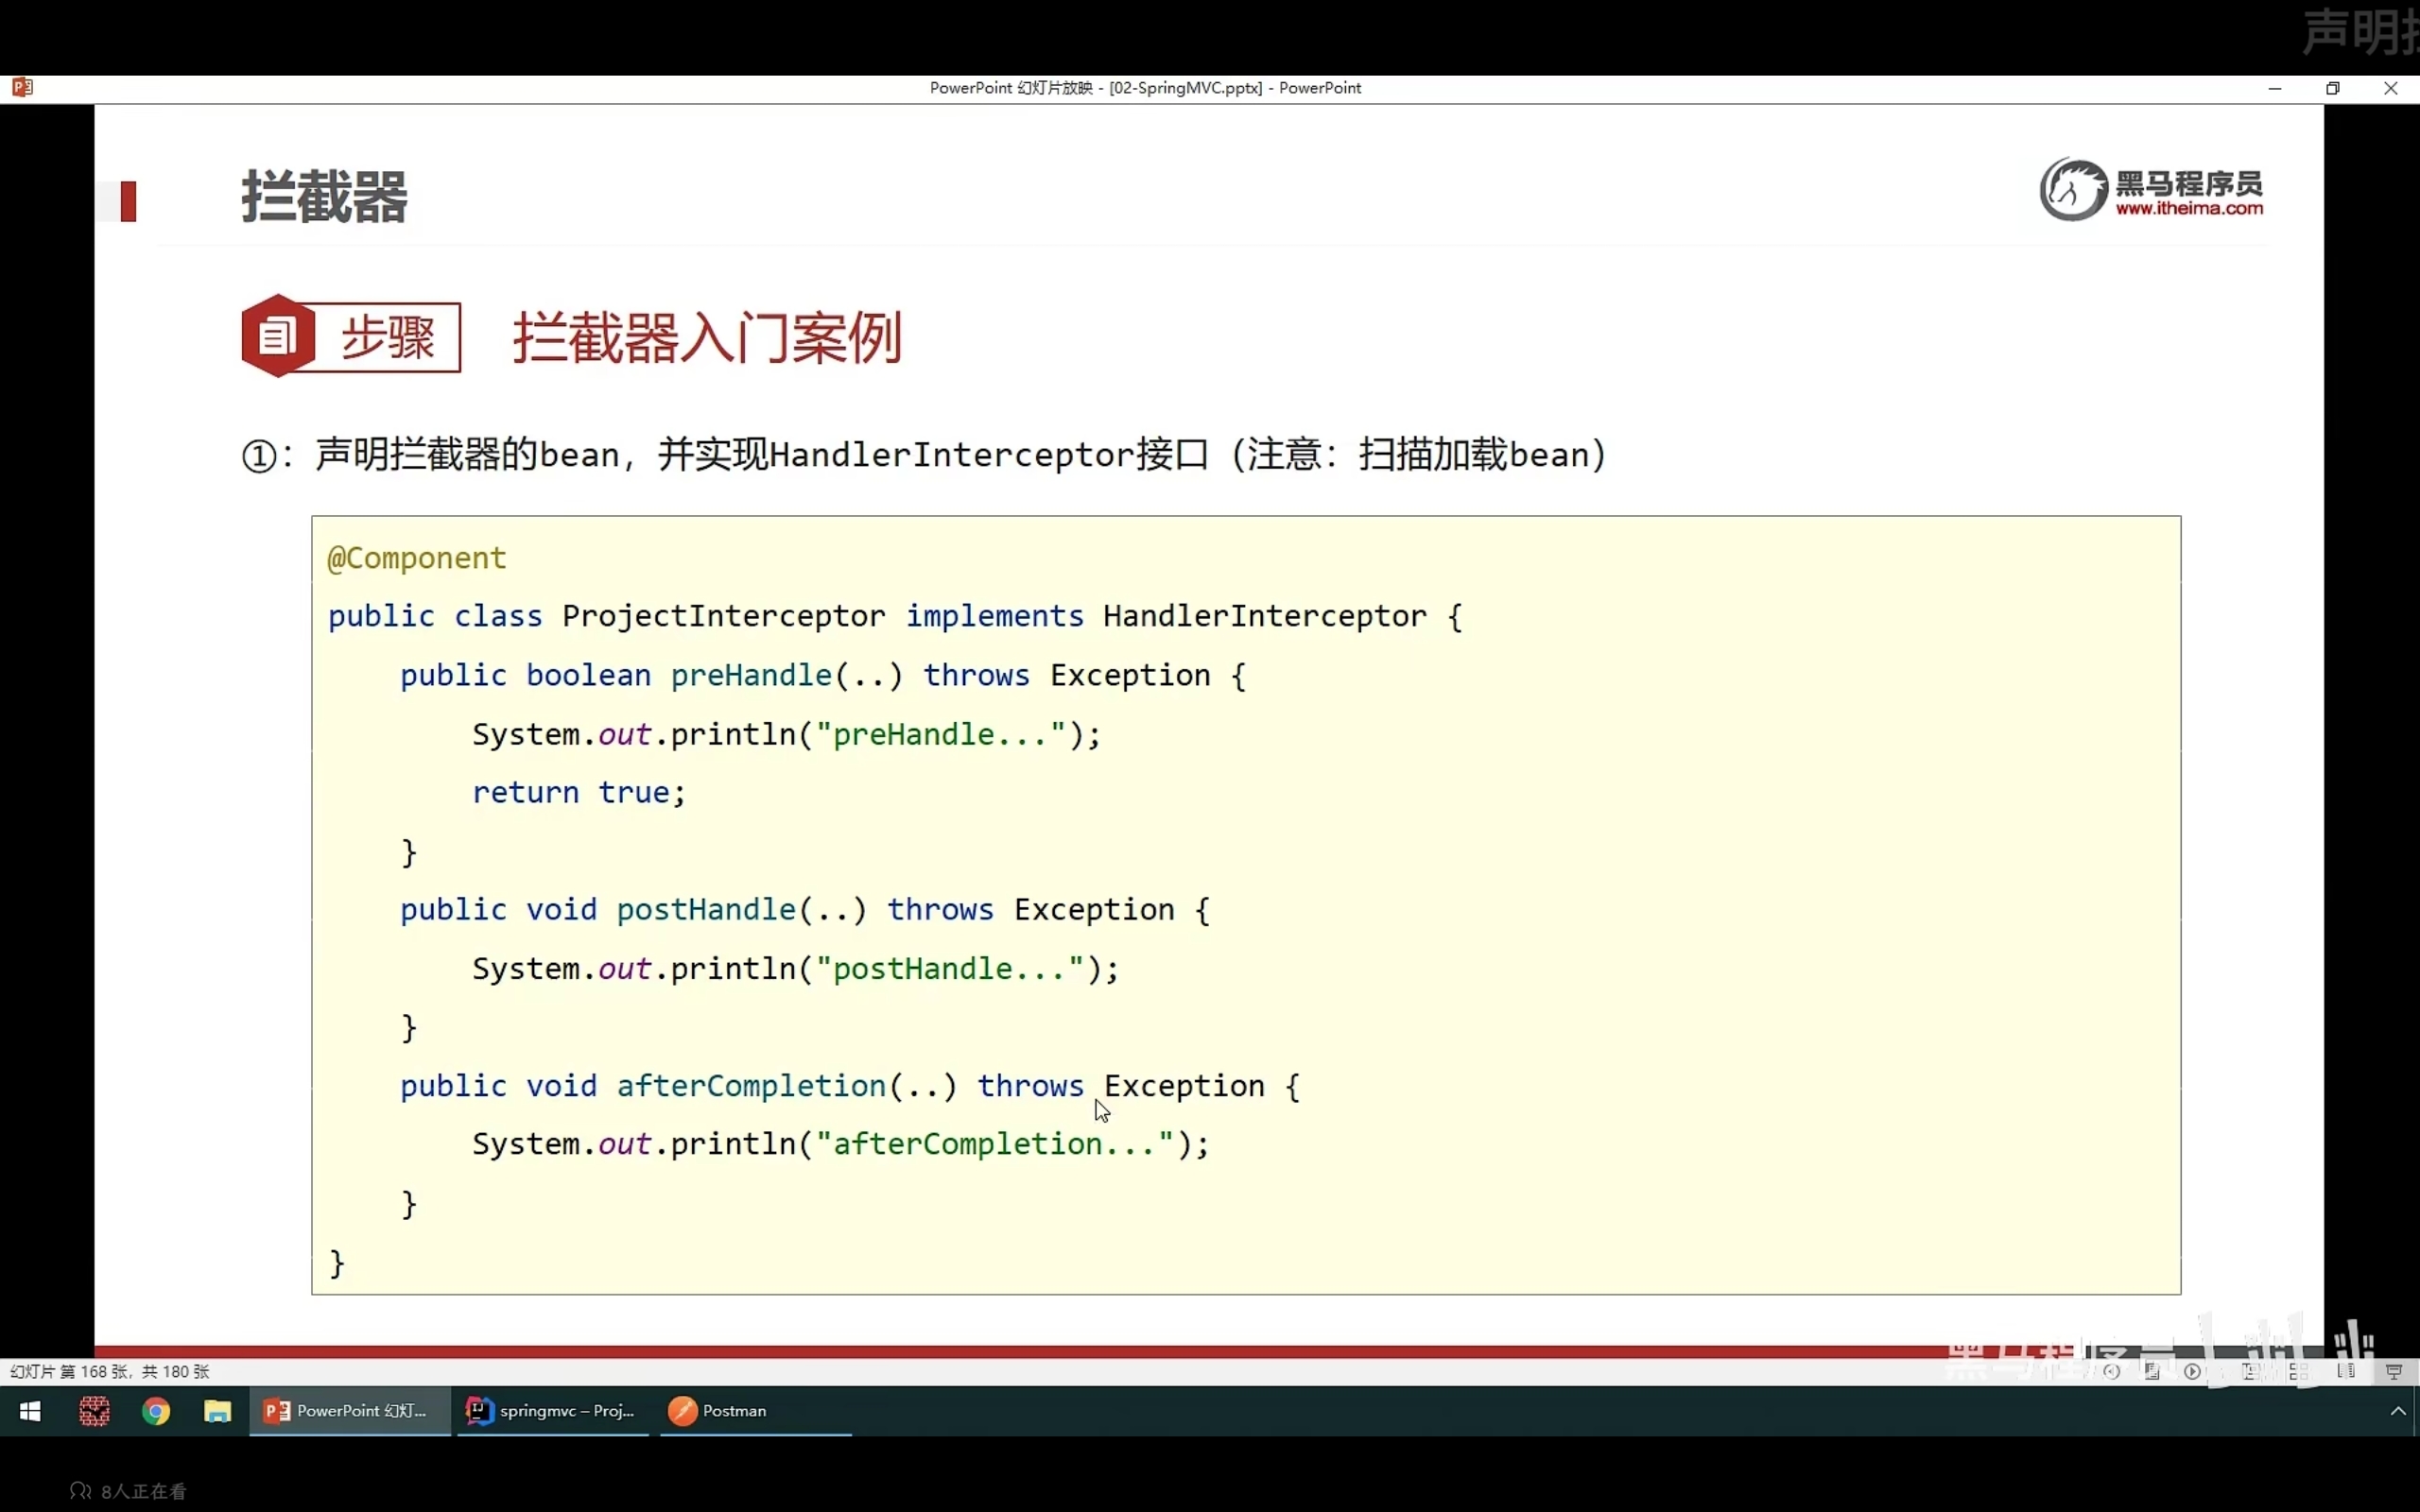 声明
PowerPoint 幻灯片放映 - [02-SpringMVC.pptx] - PowerPoint
拦截器
黑马程序员
www.itheima.com
步骤
拦截器入门案例
①：声明拦截器的bean，并实现HandlerInterceptor接口（注意：扫描加载bean）
@Component
public class ProjectInterceptor implements HandlerInterceptor {
public boolean preHandle(..) throws Exception {
System.out.println("preHandle...");
return true;
}
public void postHandle(..) throws Exception {
System.out.println("postHandle...");
}
public void afterCompletion(..) throws Exception {
System.out.println("afterCompletion...");
}
}
黑马程序员
幻灯片 第 168 张，共 180 张
PowerPoint 幻灯...
springmvc – Proj...
Postman
8人正在看